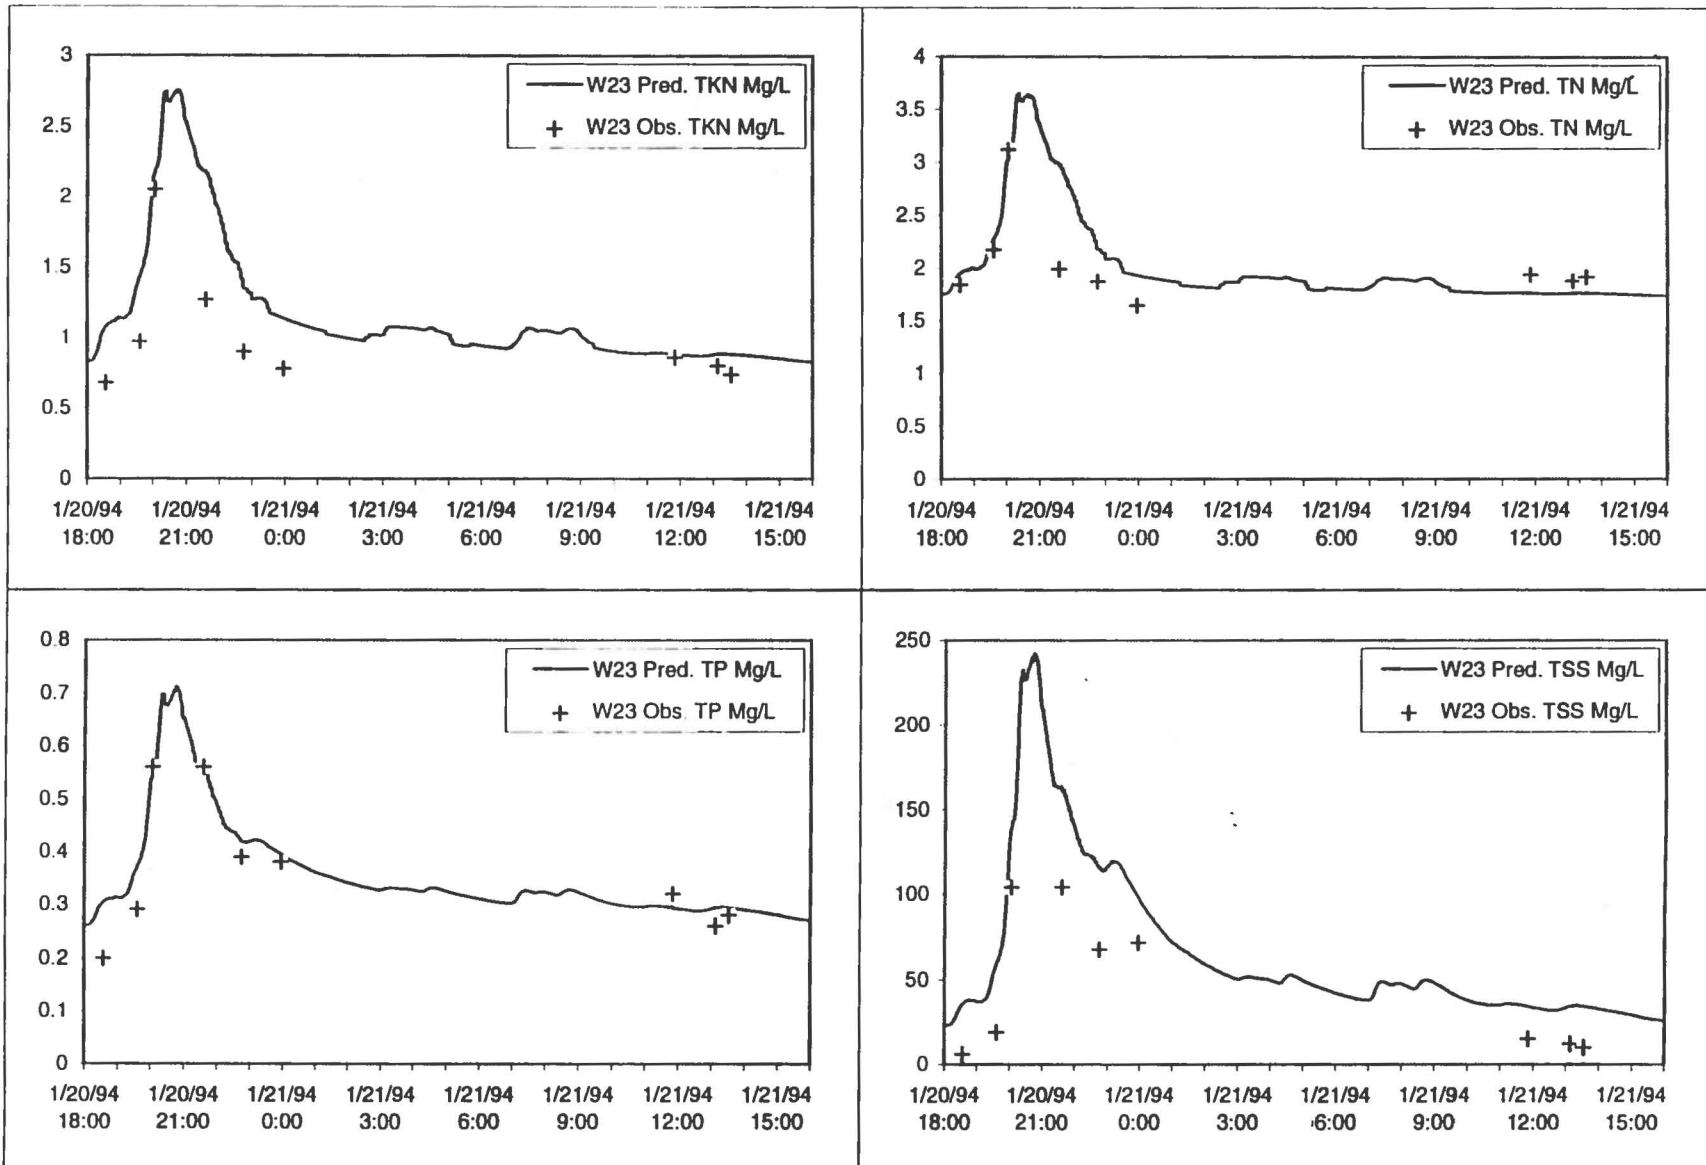 3
2.5
2
1.5
1
0.5
0
W23 Pred. TKN Mg/L
W23 Obs. TKN Mg/L
1/20/94 1/20/94 1/21/94 1/21/94 1/21/94 1/21/94 1/21/94 1/21/94
18:00 21:00 0:00 3:00 6:00 9:00 12:00 15:00
4
3.5
3
2.5
2
1.5
1
0.5
0
W23 Pred. TN Mg/L
W23 Obs. TN Mg/L
1/20/94 1/20/94 1/21/94 1/21/94 1/21/94 1/21/94 1/21/94 1/21/94
18:00 21:00 0:00 3:00 6:00 9:00 12:00 15:00
0.8
0.7
0.6
0.5
0.4
0.3
0.2
0.1
0
W23 Pred. TP Mg/L
W23 Obs. TP Mg/L
1/20/94 1/20/94 1/21/94 1/21/94 1/21/94 1/21/94 1/21/94 1/21/94
18:00 21:00 0:00 3:00 6:00 9:00 12:00 15:00
250
200
150
100
50
0
W23 Pred. TSS Mg/L
W23 Obs. TSS Mg/L
1/20/94 1/20/94 1/21/94 1/21/94 1/21/94 1/21/94 1/21/94 1/21/94
18:00 21:00 0:00 3:00 6:00 9:00 12:00 15:00